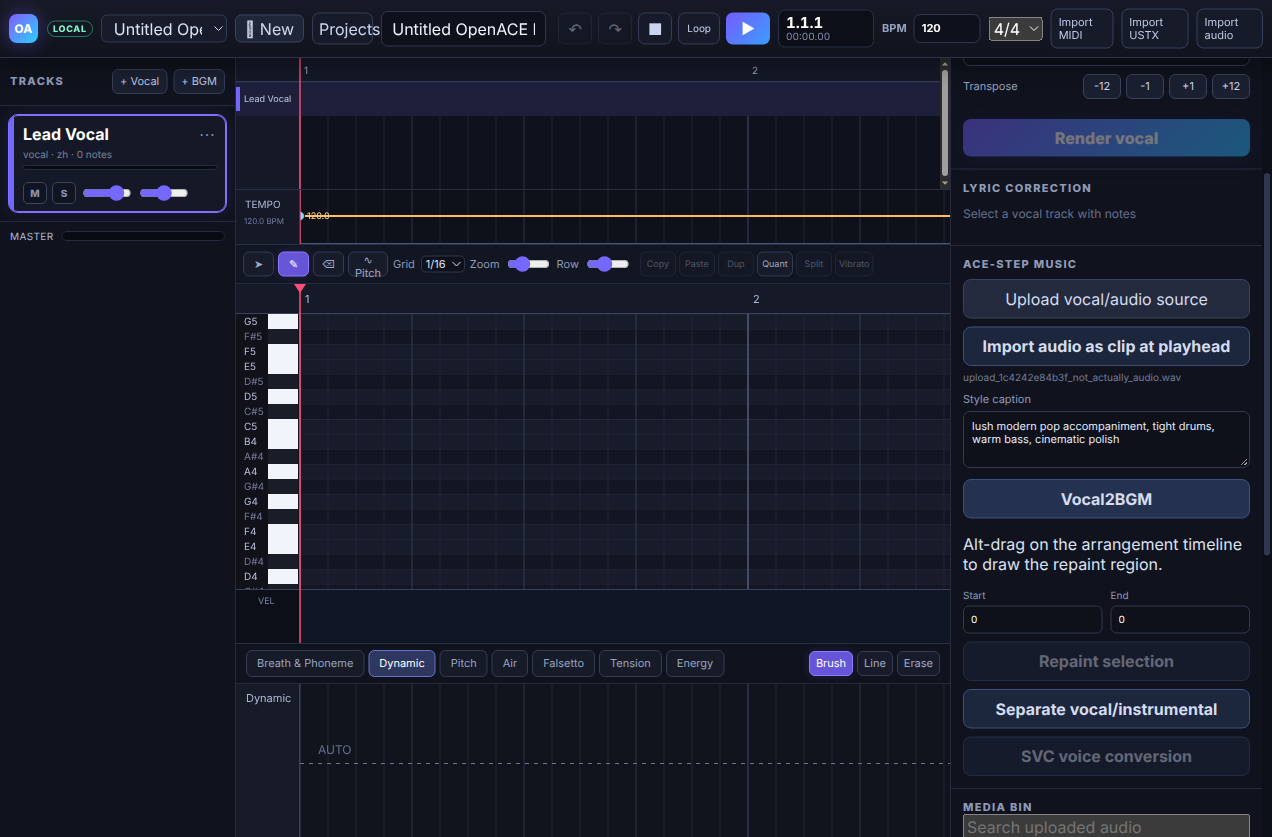 OA
LOCAL
Untitled Ope
New
Projects
Untitled OpenACE
Loop
1.1.1
00:00.00
BPM
120
4/4
Import MIDI
Import USTX
Import audio
TRACKS
+ Vocal
+ BGM
Lead Vocal
...
vocal · zh · 0 notes
M
S
MASTER
1
2
Lead Vocal
TEMPO
120.0 BPM
120.0
Pitch
Grid
1/16
Zoom
Row
Copy
Paste
Dup
Quant
Split
Vibrato
1
2
G5
F#5
F5
E5
D#5
D5
C#5
C5
B4
A#4
A4
G#4
G4
F#4
F4
E4
D#4
D4
VEL
Breath & Phoneme
Dynamic
Pitch
Air
Falsetto
Tension
Energy
Brush
Line
Erase
Dynamic
AUTO
Transpose
-12
-1
+1
+12
Render vocal
LYRIC CORRECTION
Select a vocal track with notes
ACE-STEP MUSIC
Upload vocal/audio source
Import audio as clip at playhead
upload_1c4242e84b3f_not_actually_audio.wav
Style caption
lush modern pop accompaniment, tight drums,
warm bass, cinematic polish
Vocal2BGM
Alt-drag on the arrangement timeline
to draw the repaint region.
Start
End
0
0
Repaint selection
Separate vocal/instrumental
SVC voice conversion
MEDIA BIN
Search uploaded audio